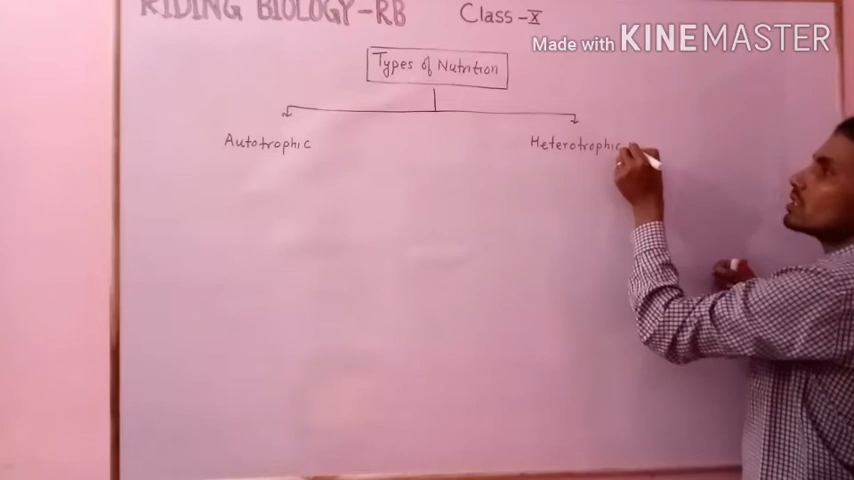 RIDING BIOLOGY-RB Class-X
Made with KINEMASTER
Types of Nutrition
Autotrophic Heterotrophic